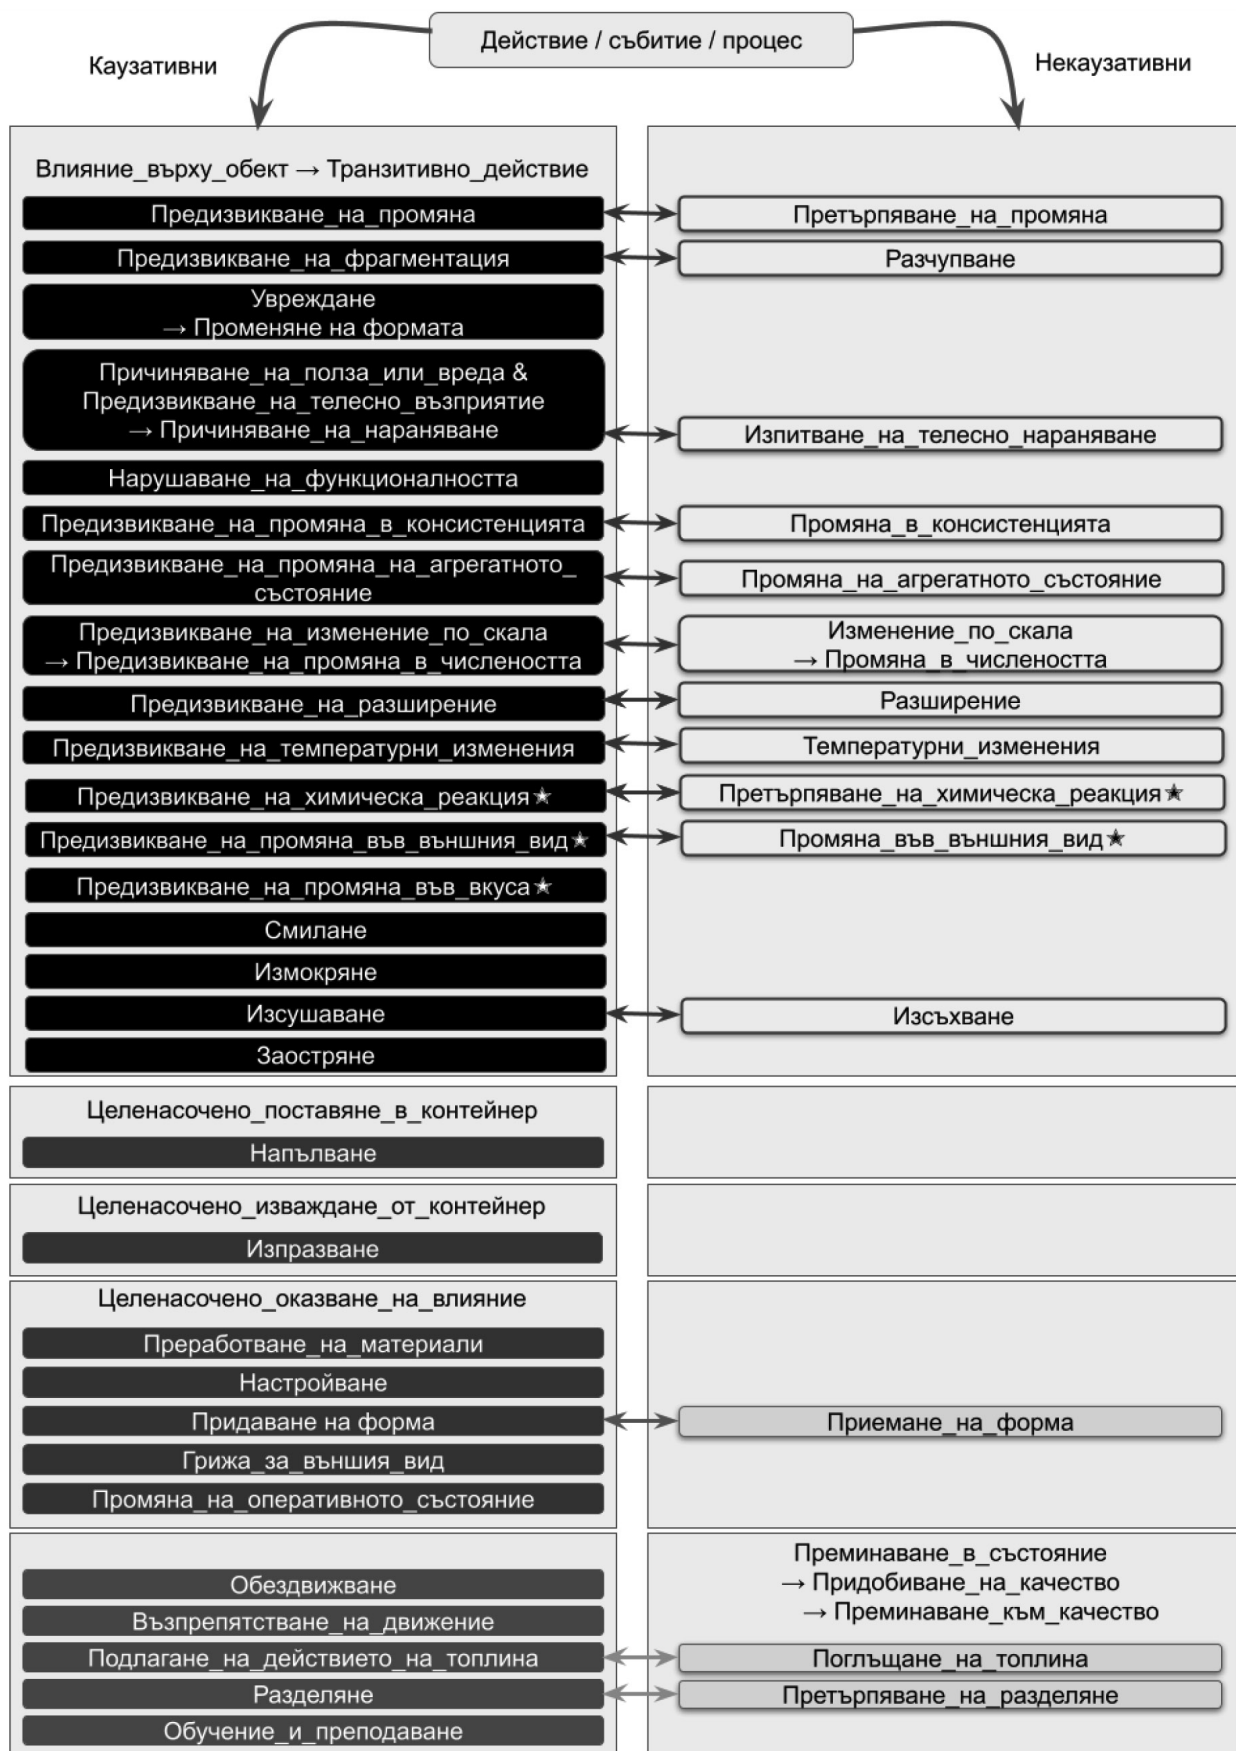 Действие / събитие / процес
Каузативни
Некаузативни
Влияние_върху_обект → Транзитивно_действие
Предизвикване_на_промяна
Претърпяване_на_промяна
Предизвикване_на_фрагментация
Разчупване
Увреждане
→ Променяне на формата
Причиняване_на_полза_или_вреда &
Предизвикване_на_телесно_възприятие
→ Причиняване_на_нараняване
Изпитване_на_телесно_нараняване
Нарушаване_на_функционалността
Предизвикване_на_промяна_в_консистенцията
Промяна_в_консистенцията
Предизвикване_на_промяна_на_агрегатното_
състояние
Промяна_на_агрегатното_състояние
Предизвикване_на_изменение_по_скала
→ Предизвикване_на_промяна_в_числеността
Изменение_по_скала
→ Промяна_в_числеността
Предизвикване_на_разширение
Разширение
Предизвикване_на_температурни_изменения
Температурни_изменения
Предизвикване_на_химическа_реакция★
Претърпяване_на_химическа_реакция★
Предизвикване_на_промяна_във_външния_вид★
Промяна_във_външния_вид★
Предизвикване_на_промяна_във_вкуса★
Смилане
Измокряне
Изсушаване
Изсъхване
Заостряне
Целенасочено_поставяне_в_контейнер
Напълване
Целенасочено_изваждане_от_контейнер
Изпразване
Целенасочено_оказване_на_влияние
Преработване_на_материали
Настройване
Придаване на форма
Приемане_на_форма
Грижа_за_външия_вид
Промяна_на_оперативното_състояние
Преминаване_в_състояние
→ Придобиване_на_качество
→ Преминаване_към_качество
Обездвижване
Възпрепятстване_на_движение
Подлагане_на_действието_на_топлина
Поглъщане_на_топлина
Разделяне
Претърпяване_на_разделяне
Обучение_и_преподаване